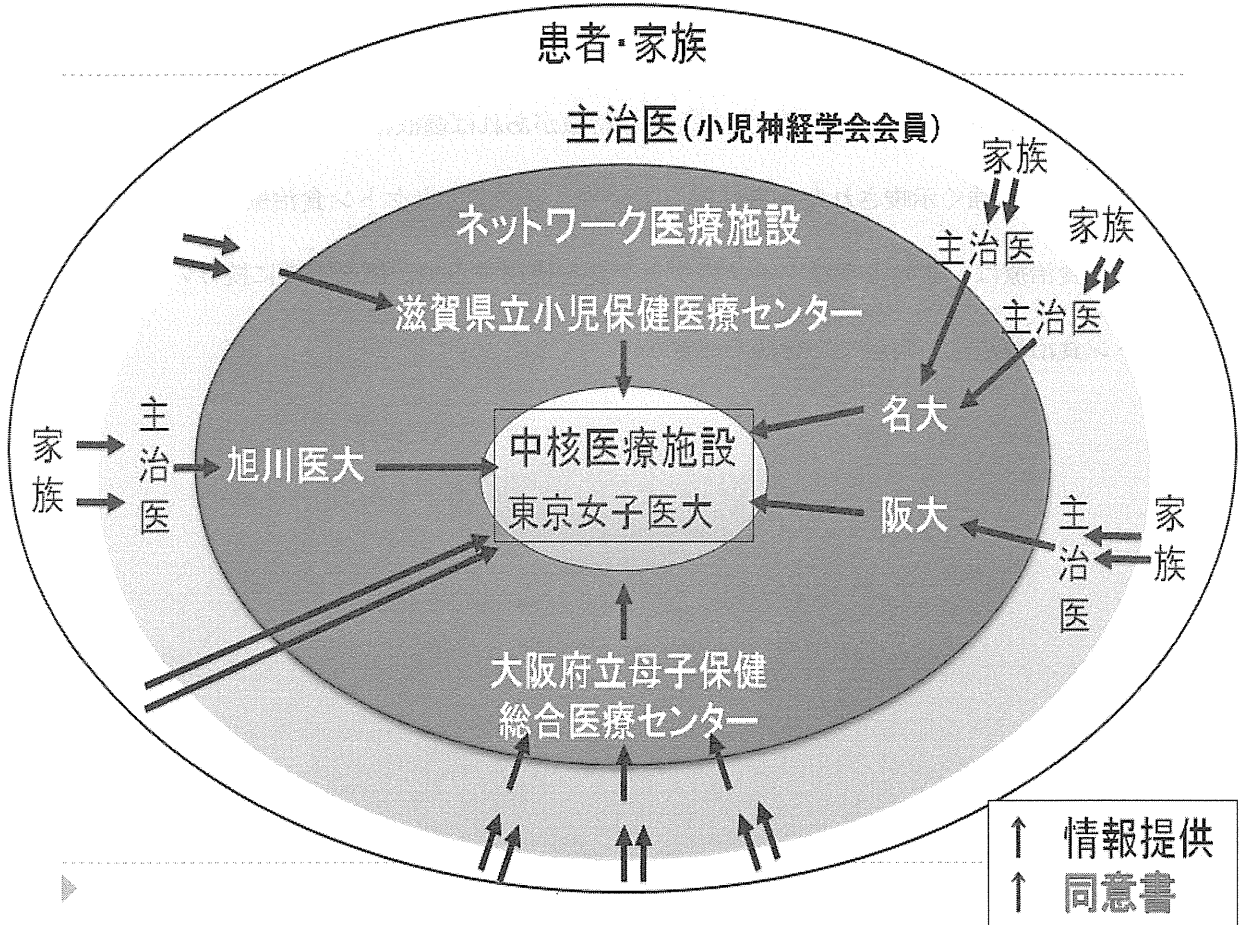 患者・家族
主治医(小児神経学会会員)
家族
主治医
家族
主治医
ネットワーク医療施設
滋賀県立小児保健医療センター
名大
家族
主治医
旭川医大
中核医療施設
東京女子医大
阪大
主治医
家族
大阪府立母子保健
総合医療センター
↑ 情報提供
↑ 同意書